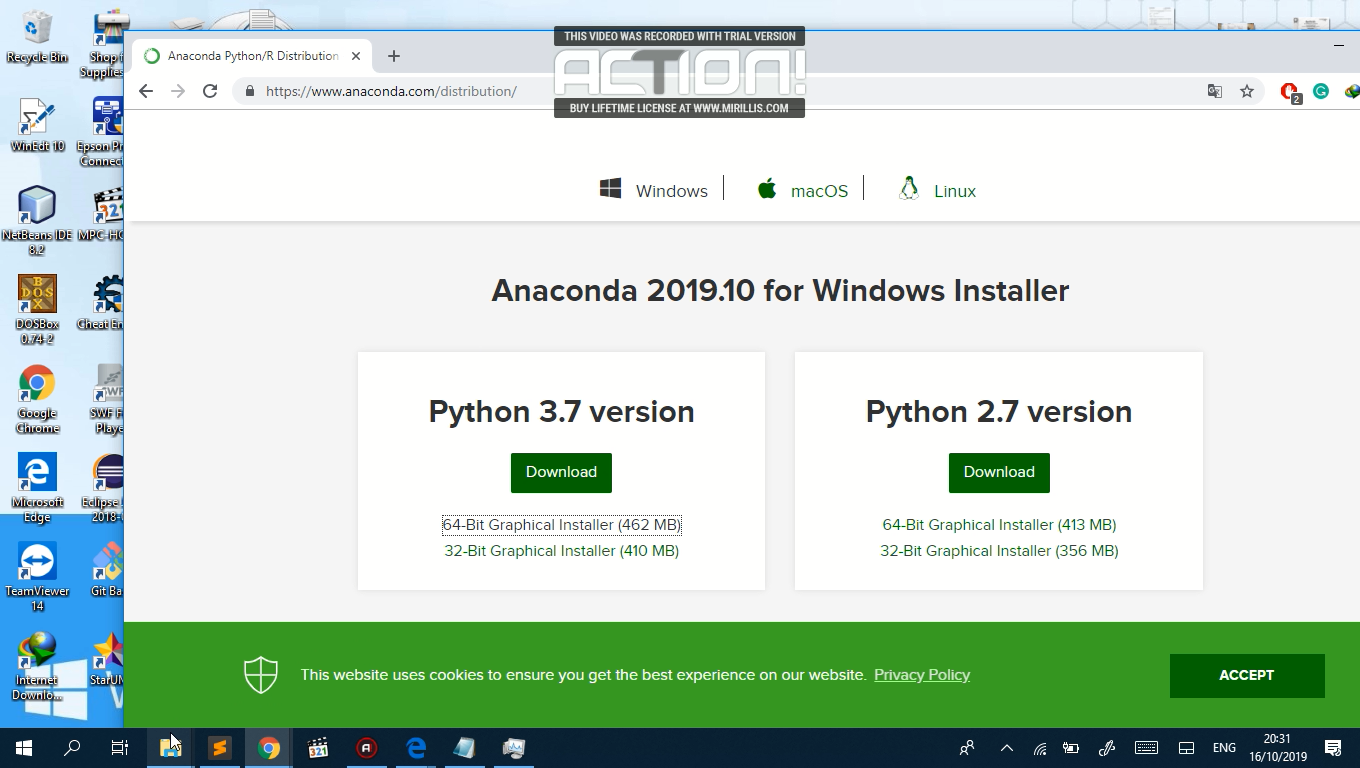 Recycle Bin
Shop
Supplies
THIS VIDEO WAS RECORDED WITH TRIAL VERSION
ACTION!
BUY LIFETIME LICENSE AT WWW.MIRILLIS.COM
Anaconda Python/R Distribution
https://www.anaconda.com/distribution/
2
WinEdt 10
Epson
Connect
Windows
macOS
Linux
NetBeans IDE
8.2
MPC-HC
Anaconda 2019.10 for Windows Installer
DOSBox
0.74-2
Cheat
Python 3.7 version
Python 2.7 version
Google
Chrome
SWF
Playe
Download
Download
Microsoft
Edge
Eclipse
64-Bit Graphical Installer (462 MB)
64-Bit Graphical Installer (413 MB)
32-Bit Graphical Installer (410 MB)
32-Bit Graphical Installer (356 MB)
TeamViewer
14
Git Ba
This website uses cookies to ensure you get the best experience on our website. Privacy Policy
ACCEPT
Internet
Downlo...
StarUM
ENG
20:31
16/10/2019